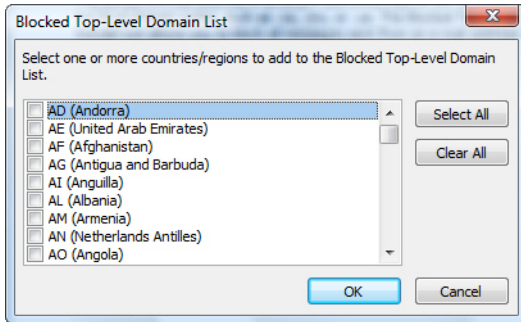 Blocked Top-Level Domain List
Select one or more countries/regions to add to the Blocked Top-Level Domain
List.
AD (Andorra)
AE (United Arab Emirates)
AF (Afghanistan)
AG (Antigua and Barbuda)
AI (Anguilla)
AL (Albania)
AM (Armenia)
AN (Netherlands Antilles)
AO (Angola)
Select All
Clear All
OK
Cancel